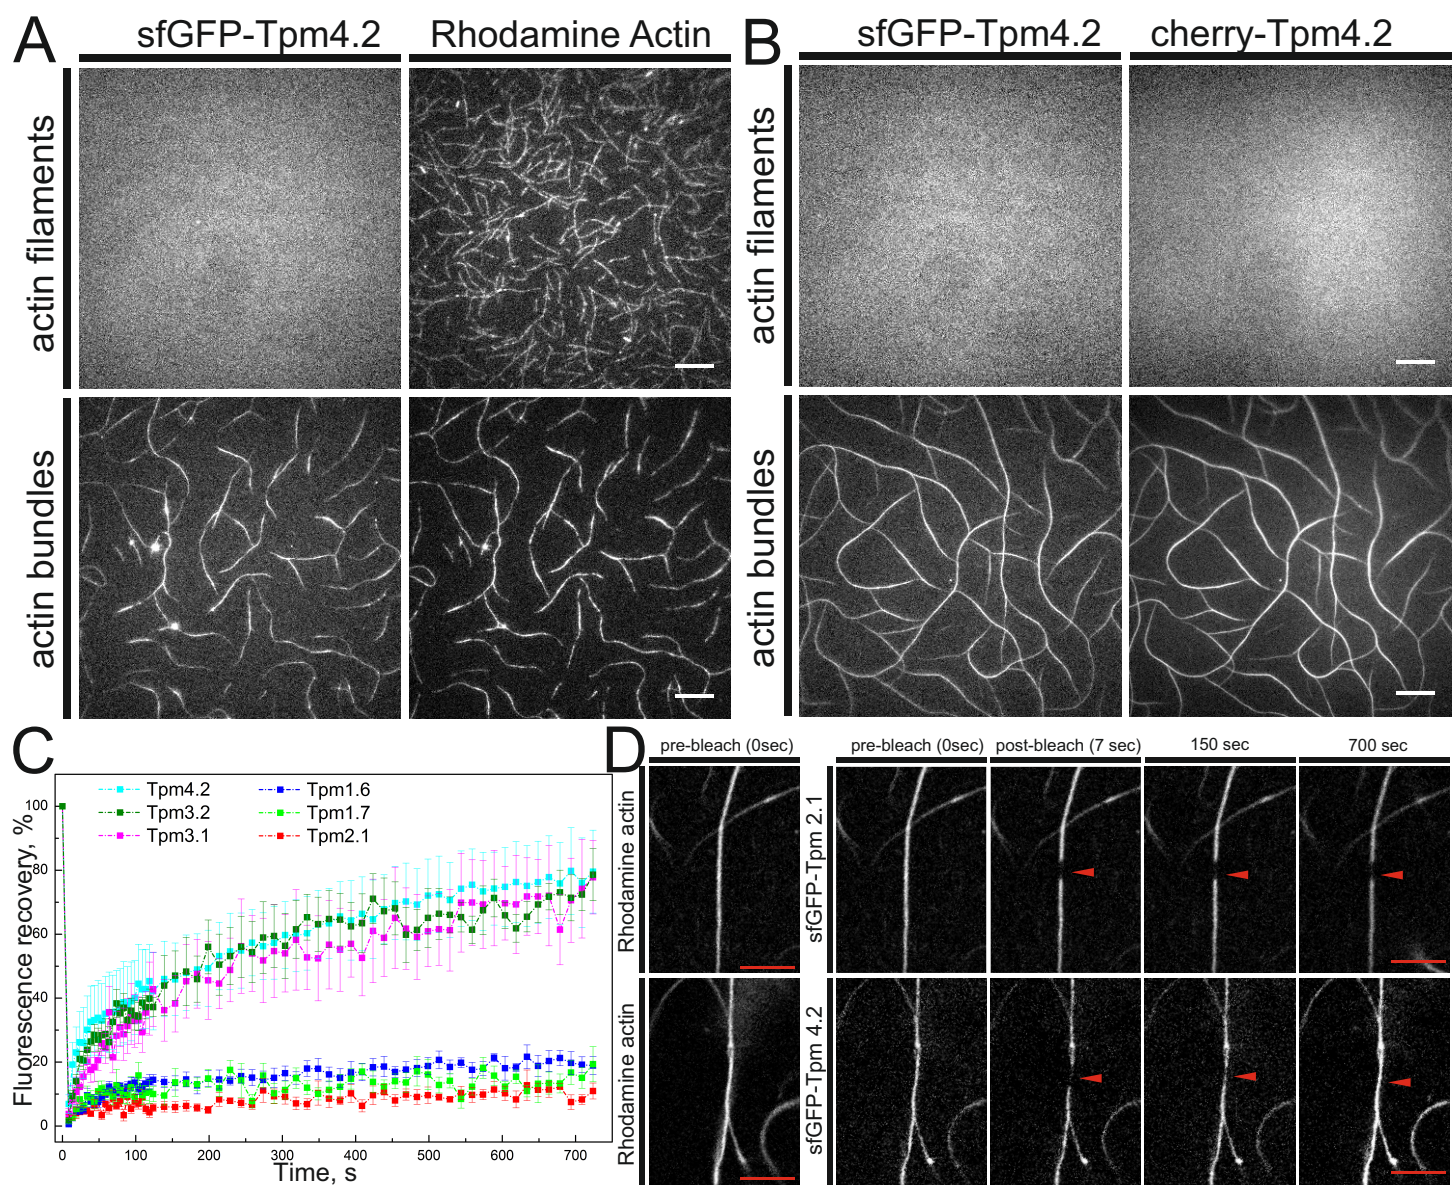 A
sfGFP-Tpm4.2
Rhodamine Actin
actin filaments
actin bundles
B
sfGFP-Tpm4.2
cherry-Tpm4.2
actin filaments
actin bundles
C
Fluorescence recovery, %
100
80
60
40
20
0
Tpm4.2
Tpm3.2
Tpm3.1
Tpm1.6
Tpm1.7
Tpm2.1
0 100 200 300 400 500 600 700
Time, s
D
pre-bleach (0sec)
pre-bleach (0sec)
post-bleach (7 sec)
150 sec
700 sec
Rhodamine actin
sfGFP-Tpm 2.1
Rhodamine actin
sfGFP-Tpm 4.2